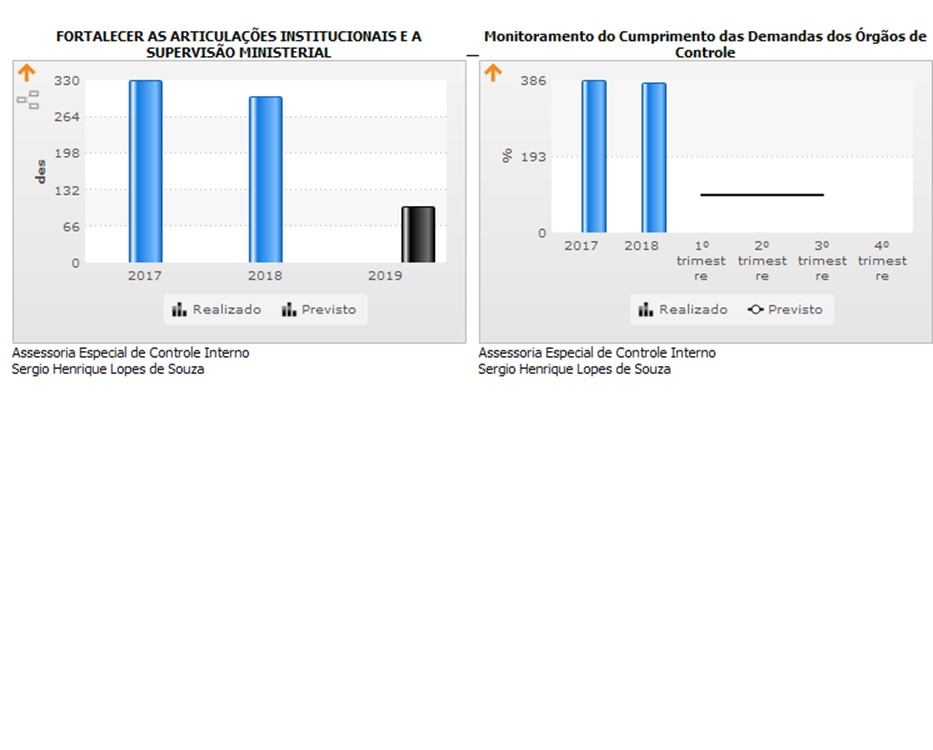 FORTALECER AS ARTICULAÇÕES INSTITUCIONAIS E A
SUPERVISÃO MINISTERIAL
330
264
198
132
66
0
des
2017
2018
2019
Realizado
Previsto
Assessoria Especial de Controle Interno
Sergio Henrique Lopes de Souza
Monitoramento do Cumprimento das Demandas dos Órgãos de
Controle
386
193
0
%
2017
2018
1º
trimest
re
2º
trimest
re
3º
trimest
re
4º
trimest
re
Realizado
Previsto
Assessoria Especial de Controle Interno
Sergio Henrique Lopes de Souza